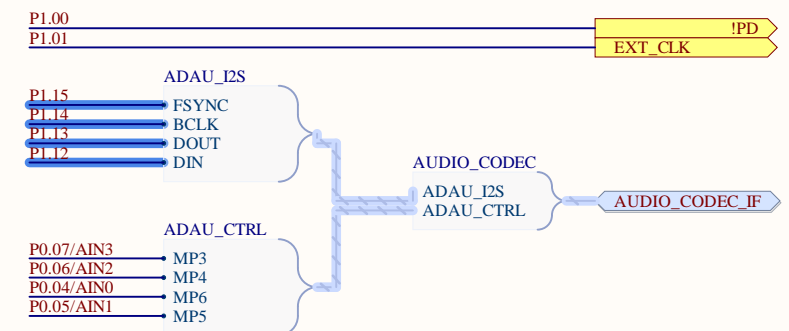 P1.00 !PD
P1.01 EXT_CLK
ADAU_I2S
P1.15 FSYNC
P1.14 BCLK
P1.13 DOUT
P1.12 DIN
AUDIO_CODEC
ADAU_I2S
ADAU_CTRL AUDIO_CODEC_IF
ADAU_CTRL
P0.07/AIN3 MP3
P0.06/AIN2 MP4
P0.04/AIN0 MP6
P0.05/AIN1 MP5